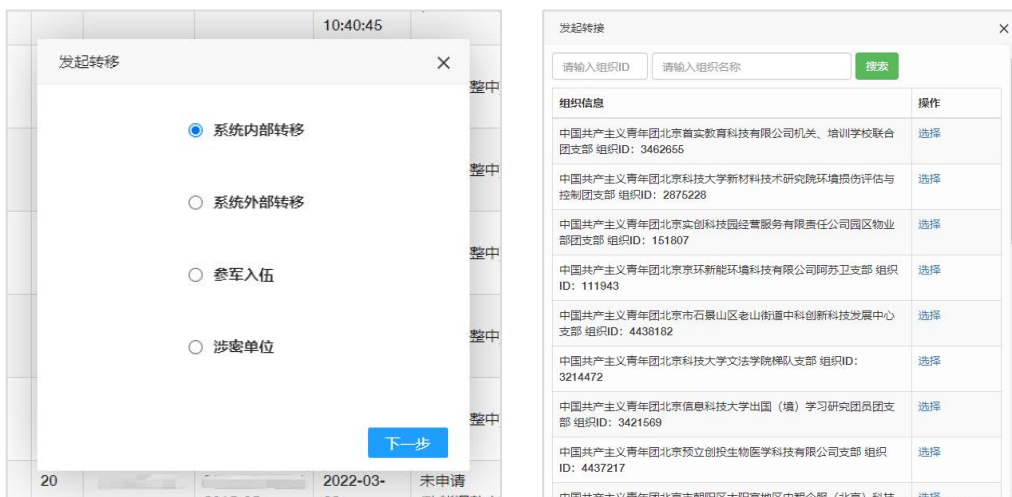 10:40:45
发起转移
整中
系统内部转移
整中
系统外部转移
整中
参军入伍
整中
涉密单位
整中
下一步
20
2022-03-
未申请
发起转接
请输入组织ID
请输入组织名称
搜索
组织信息
操作
中国共产主义青年团北京首实教育科技有限公司机关、培训学校联合
团支部 组织ID：3462655
选择
中国共产主义青年团北京科技大学新材料技术研究院环境损伤评估与
控制团支部 组织ID：2875228
选择
中国共产主义青年团北京实创科技园经营服务有限责任公司园区物业
部团支部 组织ID：151807
选择
中国共产主义青年团北京京环新能环境科技有限公司阿苏卫支部 组织
ID：111943
选择
中国共产主义青年团北京市石景山区老山街道中科创新科技发展中心
支部 组织ID：4438182
选择
中国共产主义青年团北京科技大学文法学院梯队支部 组织ID：
3214472
选择
中国共产主义青年团北京信息科技大学出国（境）学习研究团员团支
部 组织ID：3421569
选择
中国共产主义青年团北京预立创投生物医学科技有限公司支部 组织
ID：4437217
选择